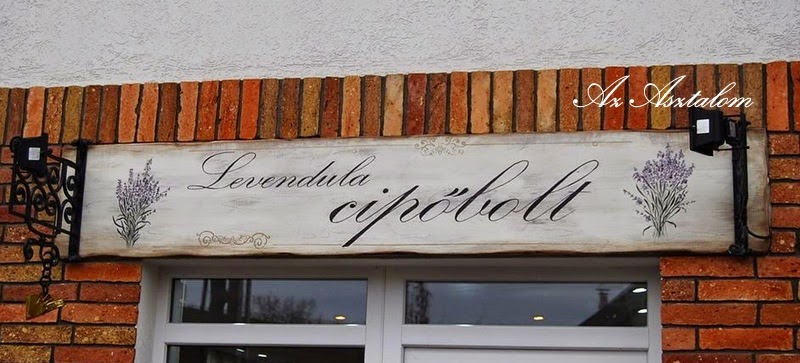 Az Asztalom
Levendula
cipőbolt